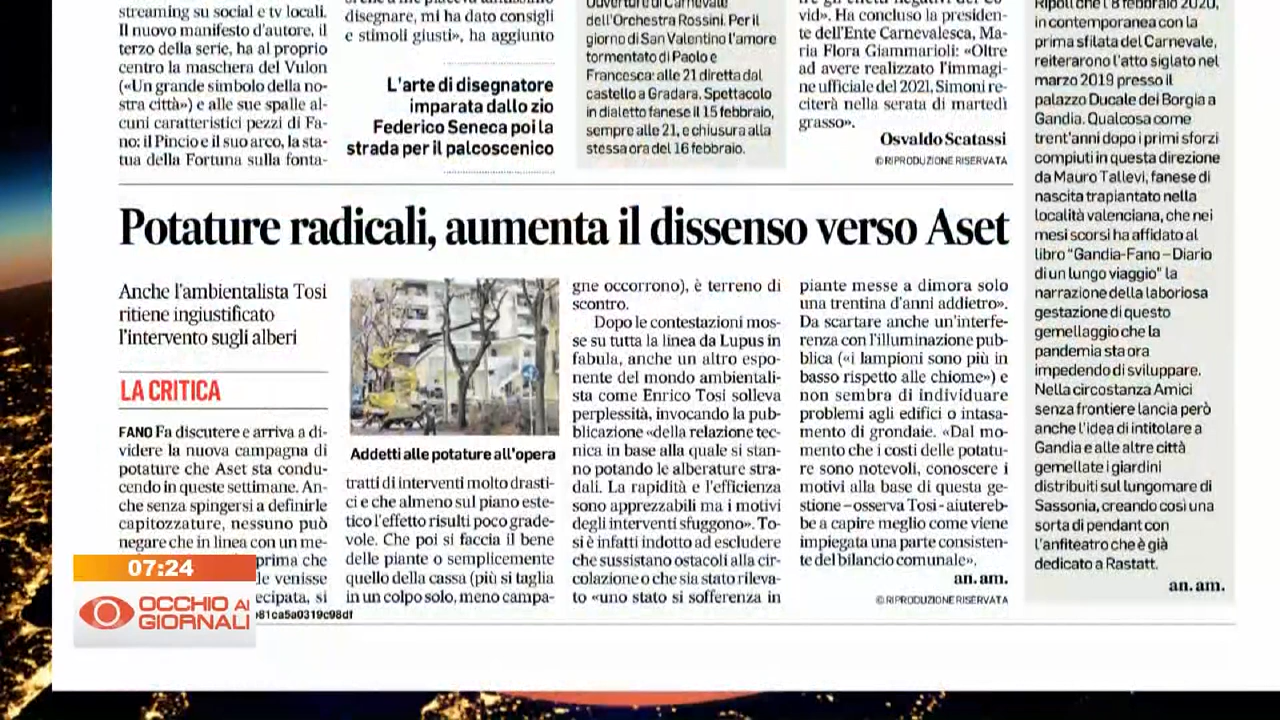 streaming su social e tv locali.
Il nuovo manifesto d'autore, il
terzo della serie, ha al proprio
centro la maschera del Vulon
(«Un grande simbolo della no-
stra città») e alle sue spalle al-
cuni caratteristici pezzi di Fa-
no: il Pincio e il suo arco, la sta-
tua della Fortuna sulla fonta-
disegnare, mi ha dato consigli
e stimoli giusti», ha aggiunto
L'arte di disegnatore
imparata dallo zio
Federico Seneca poi la
strada per il palcoscenico
Ouverture di Carnevale
dell'Orchestra Rossini. Per il
giorno di San Valentino l'amore
tormentato di Paolo e
Francesca: alle 21 diretta dal
castello a Gradara. Spettacolo
in dialetto fanese il 15 febbraio,
sempre alle 21, e chiusura alla
stessa ora del 16 febbraio.
vid». Ha concluso la presiden-
te dell'Ente Carnevalesca, Ma-
ria Flora Giammarioli: «Oltre
ad avere realizzato l'immagi-
ne ufficiale del 2021, Simoni re-
citerà nella serata di martedì
grasso».
Osvaldo Scatassi
© RIPRODUZIONE RISERVATA
Ripoll che l'8 febbraio 2020,
in contemporanea con la
prima sfilata del Carnevale,
reiterarono l'atto siglato nel
marzo 2019 presso il
palazzo Ducale dei Borgia a
Gandia. Qualcosa come
trent'anni dopo i primi sforzi
compiuti in questa direzione
da Mauro Tallevi, fanese di
nascita trapiantato nella
località valenciana, che nei
mesi scorsi ha affidato al
libro "Gandia-Fano – Diario
di un lungo viaggio" la
narrazione della laboriosa
gestazione di questo
gemellaggio che la
pandemia sta ora
impedendo di sviluppare.
Nella circostanza Amici
senza frontiere lancia però
anche l'idea di intitolare a
Gandia e alle altre città
gemellate i giardini
distribuiti sul lungomare di
Sassonia, creando così una
sorta di pendant con
l'anfiteatro che è già
dedicato a Rastatt.
an. am.
Potature radicali, aumenta il dissenso verso Aset
Anche l'ambientalista Tosi
ritiene ingiustificato
l'intervento sugli alberi
LA CRITICA
FANO Fa discutere e arriva a di-
videre la nuova campagna di
potature che Aset sta condu-
cendo in queste settimane. An-
che senza spingersi a definirle
capitozzature, nessuno può
negare che in linea con un me-
prima che
le venisse
ecipata, si
Addetti alle potature all'opera
tratti di interventi molto drasti-
ci e che almeno sul piano este-
tico l'effetto risulti poco grade-
vole. Che poi si faccia il bene
delle piante o semplicemente
quello della cassa (più si taglia
in un colpo solo, meno campa-
gne occorrono), è terreno di
scontro.
Dopo le contestazioni mos-
se su tutta la linea da Lupus in
fabula, anche un altro espo-
nente del mondo ambientali-
sta come Enrico Tosi solleva
perplessità, invocando la pub-
blicazione «della relazione tec-
nica in base alla quale si stan-
no potando le alberature stra-
dali. La rapidità e l'efficienza
sono apprezzabili ma i motivi
degli interventi sfuggono». To-
si è infatti indotto ad escludere
che sussistano ostacoli alla cir-
colazione o che sia stato rileva-
to «uno stato si sofferenza in
piante messe a dimora solo
una trentina d'anni addietro».
Da scartare anche un'interfe-
renza con l'illuminazione pub-
blica («i lampioni sono più in
basso rispetto alle chiome») e
non sembra di individuare
problemi agli edifici o intasa-
mento di grondaie. «Dal mo-
mento che i costi delle potatu-
re sono notevoli, conoscere i
motivi alla base di questa ge-
stione – osserva Tosi - aiutereb-
be a capire meglio come viene
impiegata una parte consisten-
te del bilancio comunale».
an. am.
© RIPRODUZIONE RISERVATA
07:24
OCCHIO AI
GIORNALI
b81ca5a0319c98df